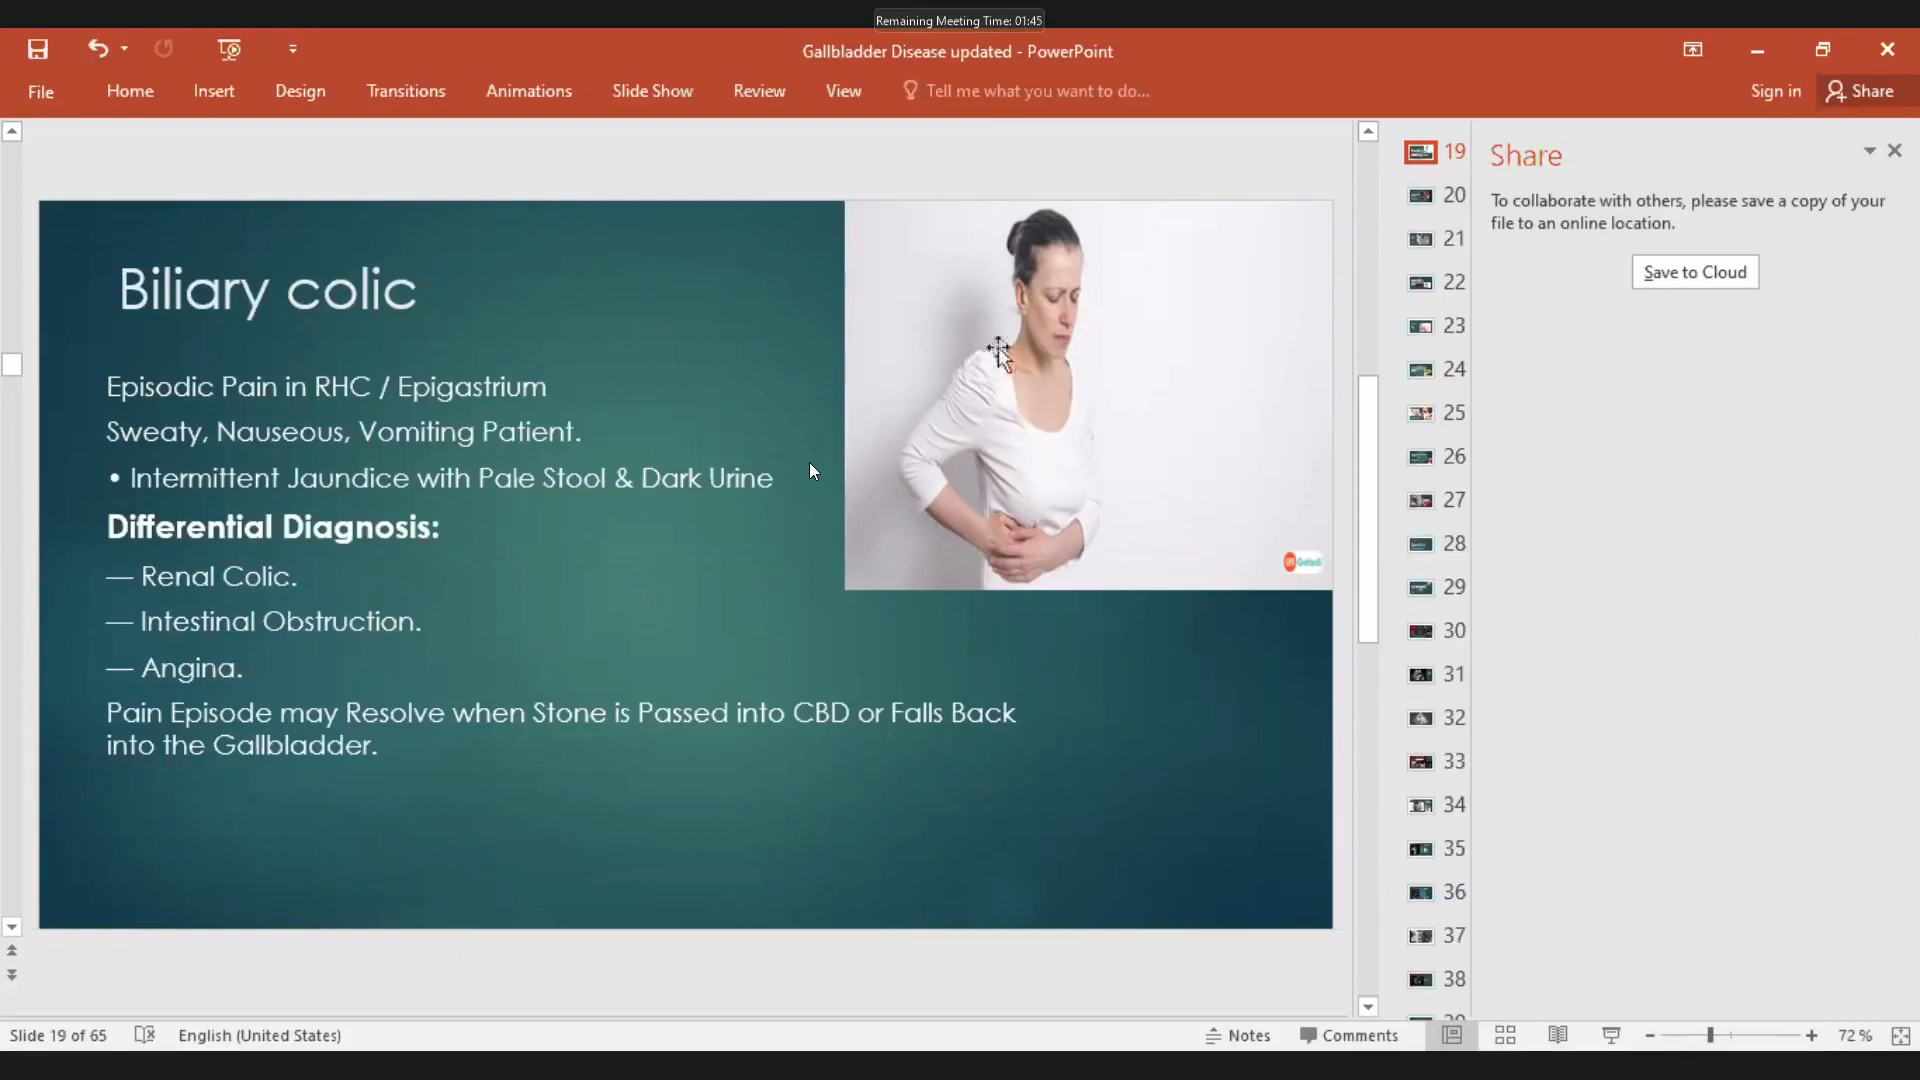 Remaining Meeting Time: 01:45
Gallbladder Disease updated - PowerPoint
File Home Insert Design Transitions Animations Slide Show Review View Tell me what you want to do... Sign in Share
Biliary colic
Episodic Pain in RHC / Epigastrium
Sweaty, Nauseous, Vomiting Patient.
• Intermittent Jaundice with Pale Stool & Dark Urine
Differential Diagnosis:
— Renal Colic.
— Intestinal Obstruction.
— Angina.
Pain Episode may Resolve when Stone is Passed into CBD or Falls Back
into the Gallbladder.
19
20
21
22
23
24
25
26
27
28
29
30
31
32
33
34
35
36
37
38
Share
To collaborate with others, please save a copy of your
file to an online location.
Save to Cloud
Slide 19 of 65 English (United States) Notes Comments 72%